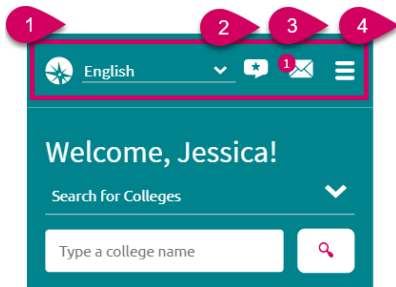 1 2 3 4
English 1
Welcome, Jessica!
Search for Colleges
Type a college name